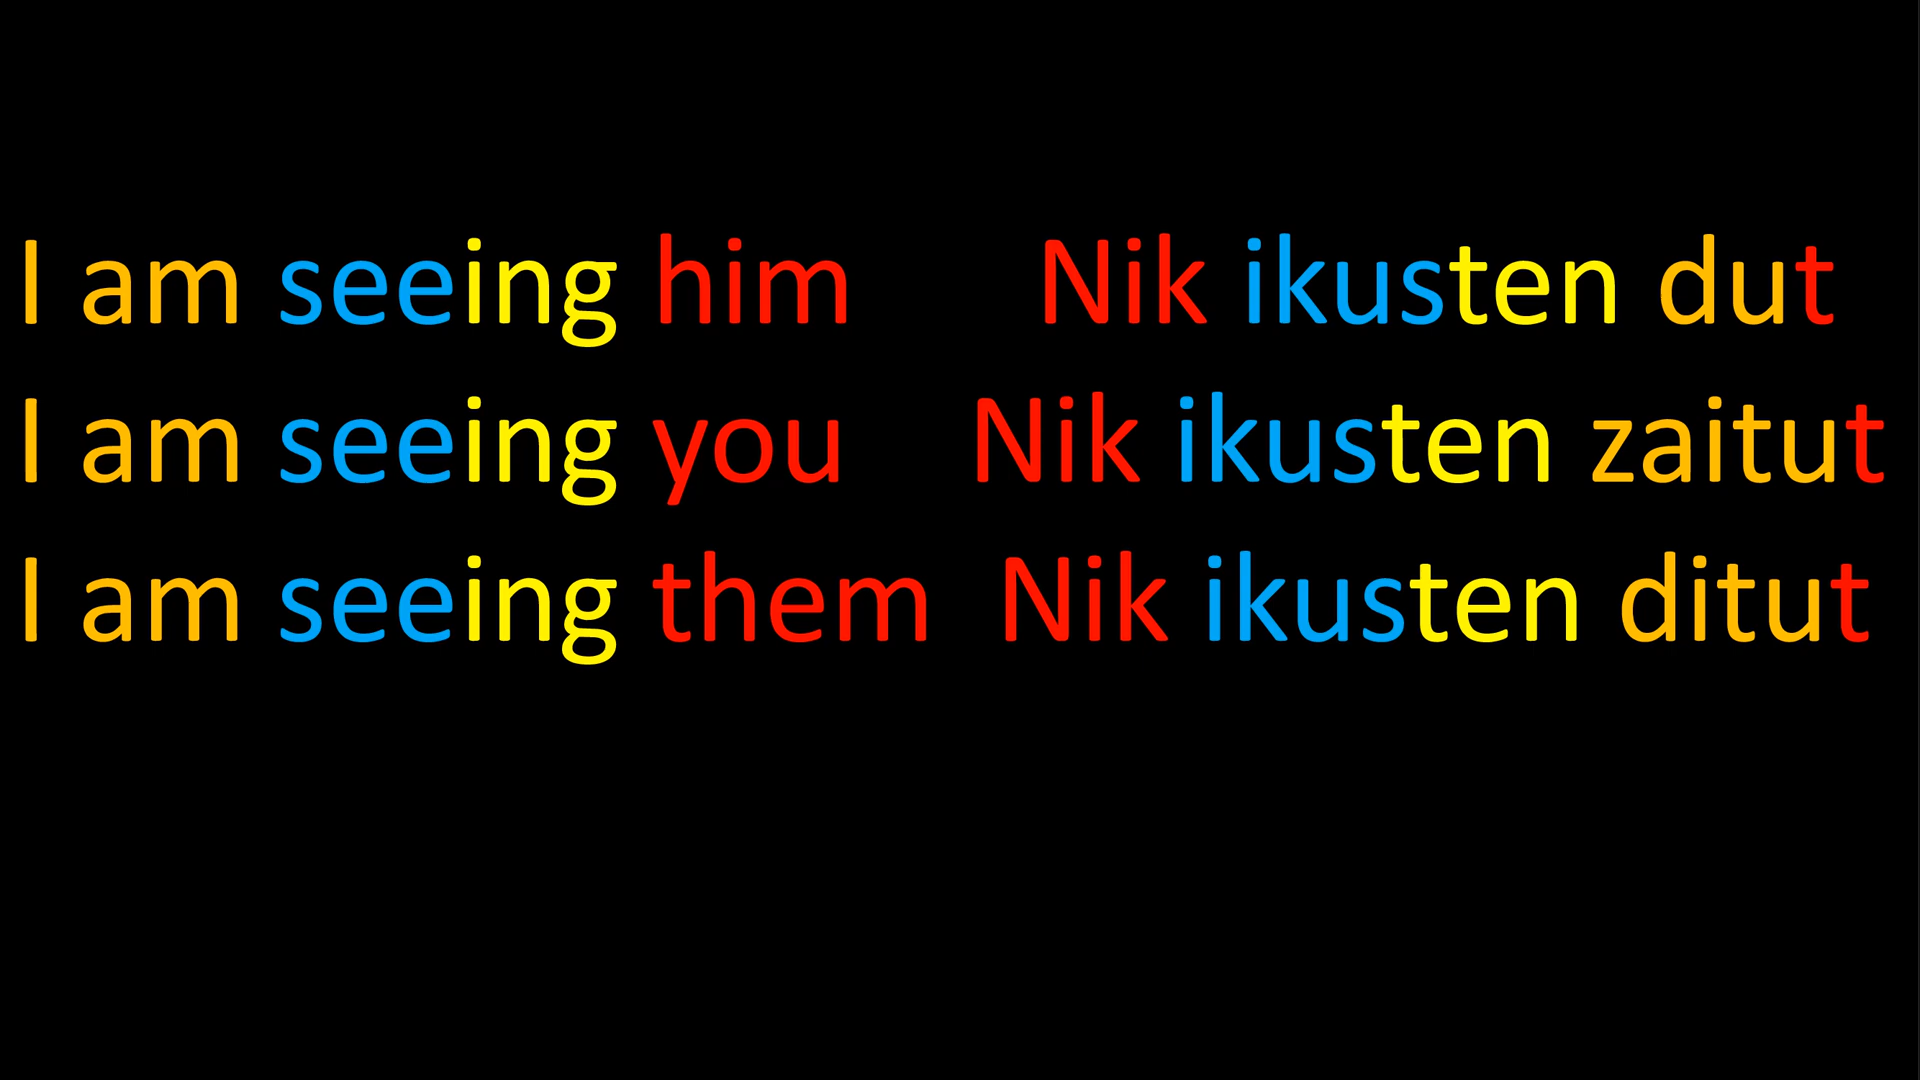 I am seeing him Nik ikusten dut
I am seeing you Nik ikusten zaitut
I am seeing them Nik ikusten ditut